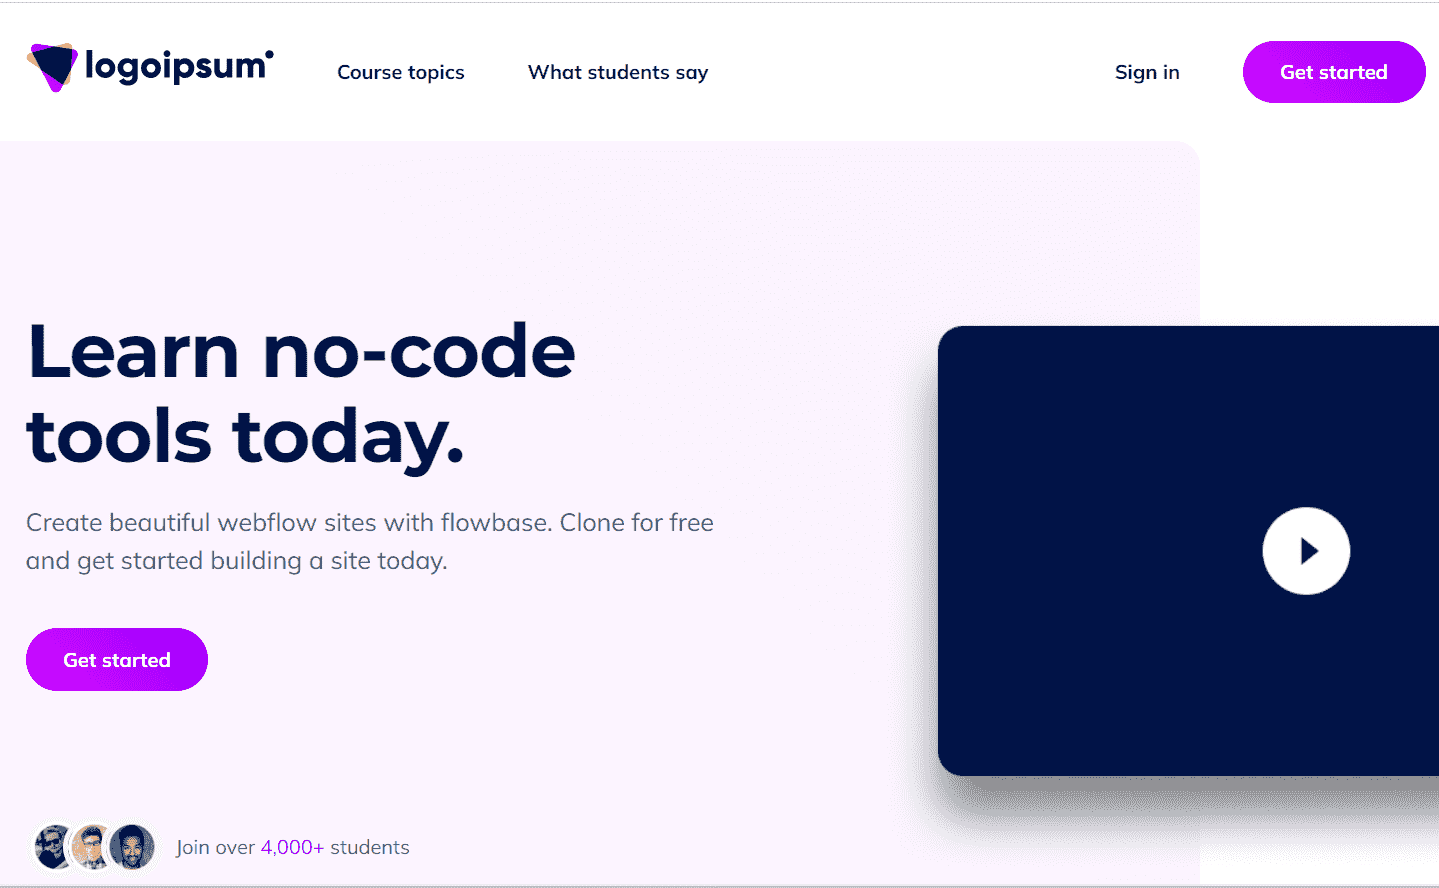 logoipsum
Course topics
What students say
Sign in
Get started
Learn no-code
tools today.
Create beautiful webflow sites with flowbase. Clone for free
and get started building a site today.
Get started
Join over 4,000+ students